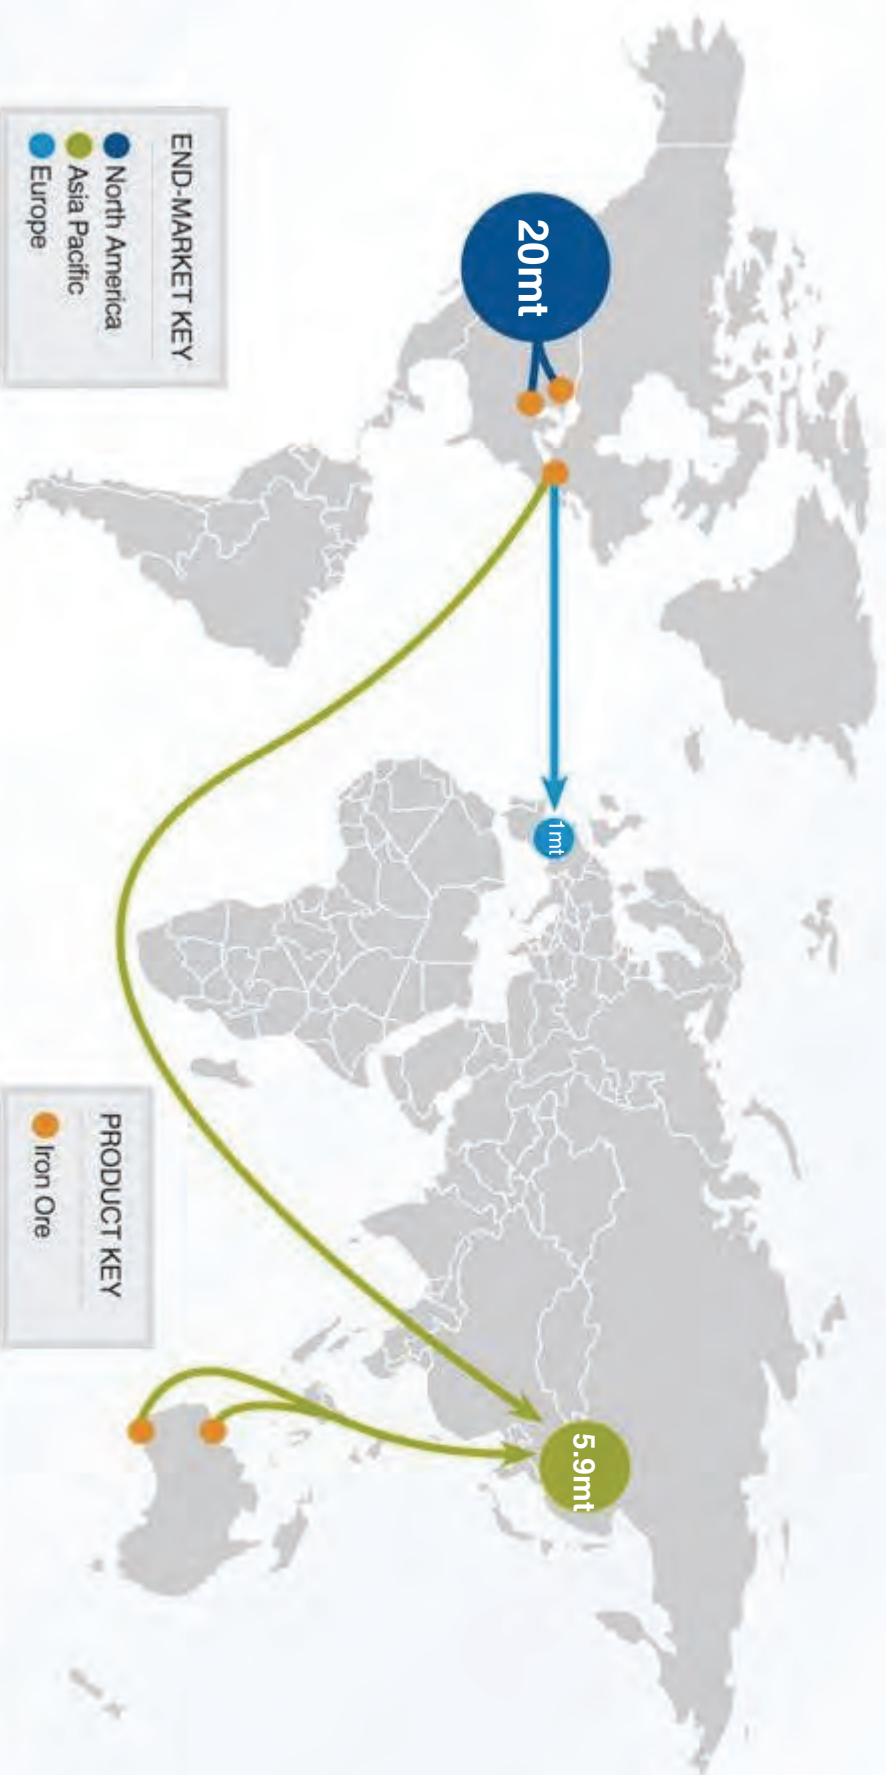 20mt
1mt
5.9mt
END-MARKET KEY
North America
Asia Pacific
Europe
PRODUCT KEY
Iron Ore